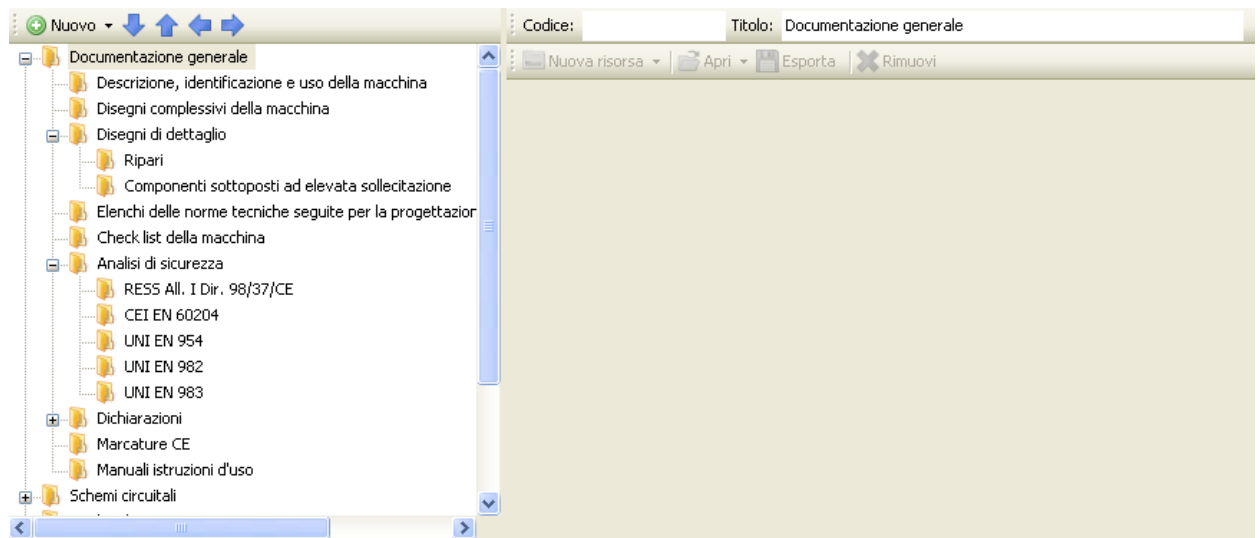 Nuovo
Codice:
Titolo: Documentazione generale
Nuova risorsa
Apri
Esporta
Rimuovi
Documentazione generale
Descrizione, identificazione e uso della macchina
Disegni complessivi della macchina
Disegni di dettaglio
Ripari
Componenti sottoposti ad elevata sollecitazione
Elenchi delle norme tecniche seguite per la progettazior
Check list della macchina
Analisi di sicurezza
RESS All. I Dir. 98/37/CE
CEI EN 60204
UNI EN 954
UNI EN 982
UNI EN 983
Dichiarazioni
Marcature CE
Manuali istruzioni d'uso
Schemi circuitali